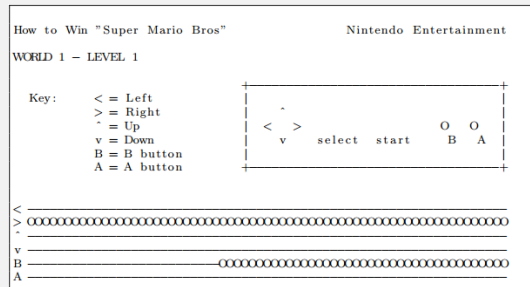 How to Win "Super Mario Bros" Nintendo Entertainment
WORLD 1 – LEVEL 1
Key: < = Left
> = Right
^ = Up
v = Down
B = B button
A = A button
^
< > O O
v select start B A
<
> OOOOOOOOOOOOOOOOOOOOOOOOOOOOOOOOOOOOOOOOOOOOOOOOOOOOOOOOOOOO
^
v
B OOOOOOOOOOOOOOOOOOOOOOOOOOOOOOOOOOOO
A